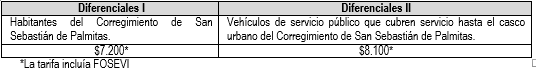 Diferenciales I
Diferenciales II
Habitantes del Corregimiento de San
Sebastián de Palmitas.
Vehículos de servicio público que cubren servicio hasta el casco
urbano del Corregimiento de San Sebastián de Palmitas.
$7.200*
$8.100*
*La tarifa incluía FOSEVI